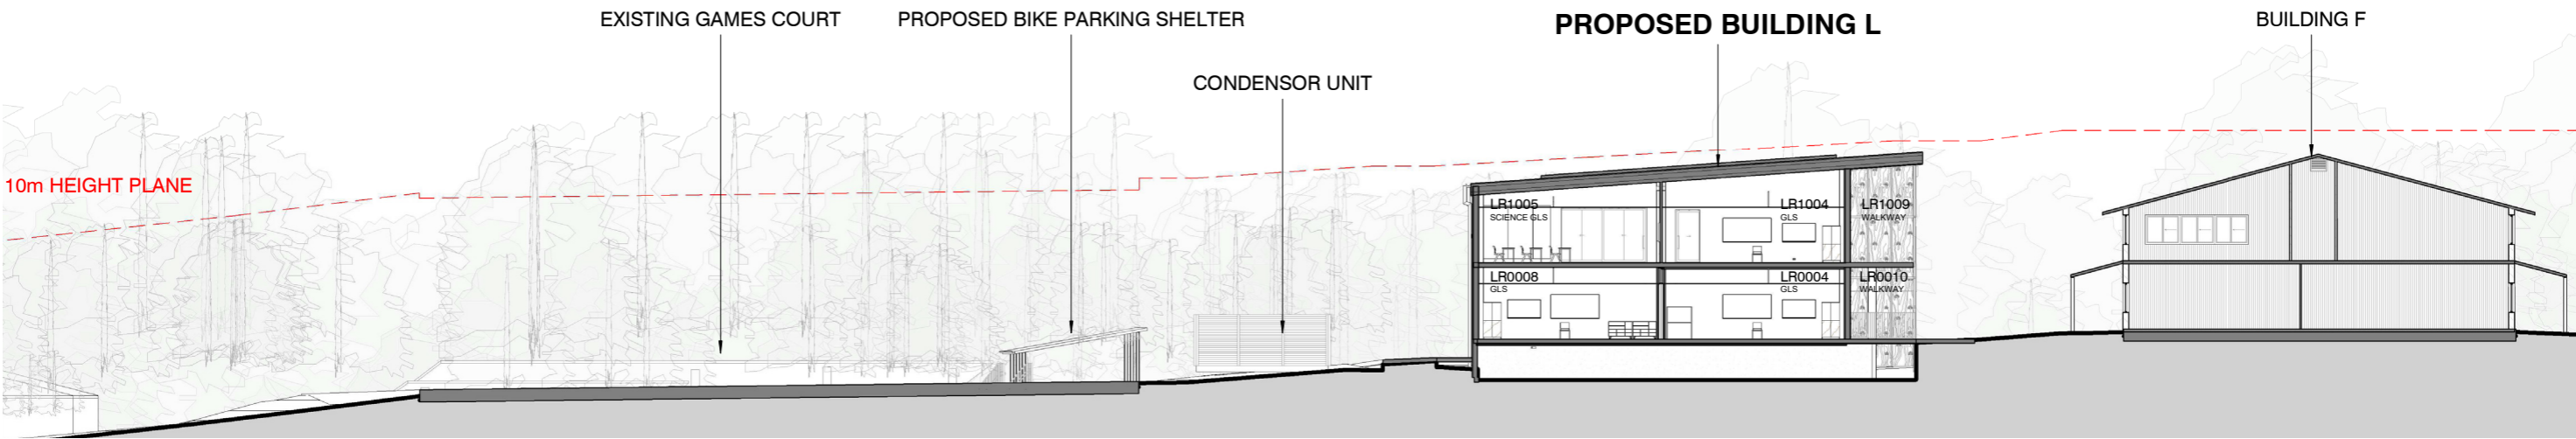 EXISTING GAMES COURT
PROPOSED BIKE PARKING SHELTER
CONDENSOR UNIT
PROPOSED BUILDING L
BUILDING F
10m HEIGHT PLANE
LR1005
SCIENCE GLS
LR1004
GLS
LR1009
WALKWAY
LR0008
GLS
LR0004
GLS
LR0010
WALKWAY